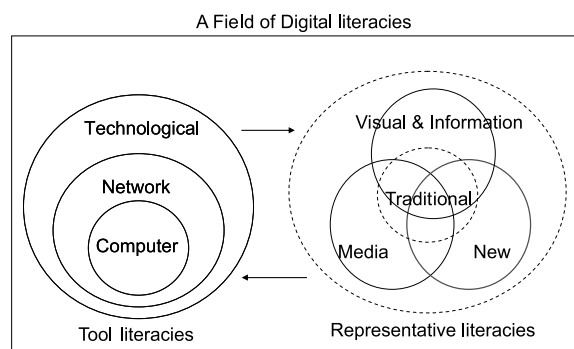 A Field of Digital literacies
Technological
Network
Computer
Tool literacies
Visual & Information
Traditional
Media
New
Representative literacies